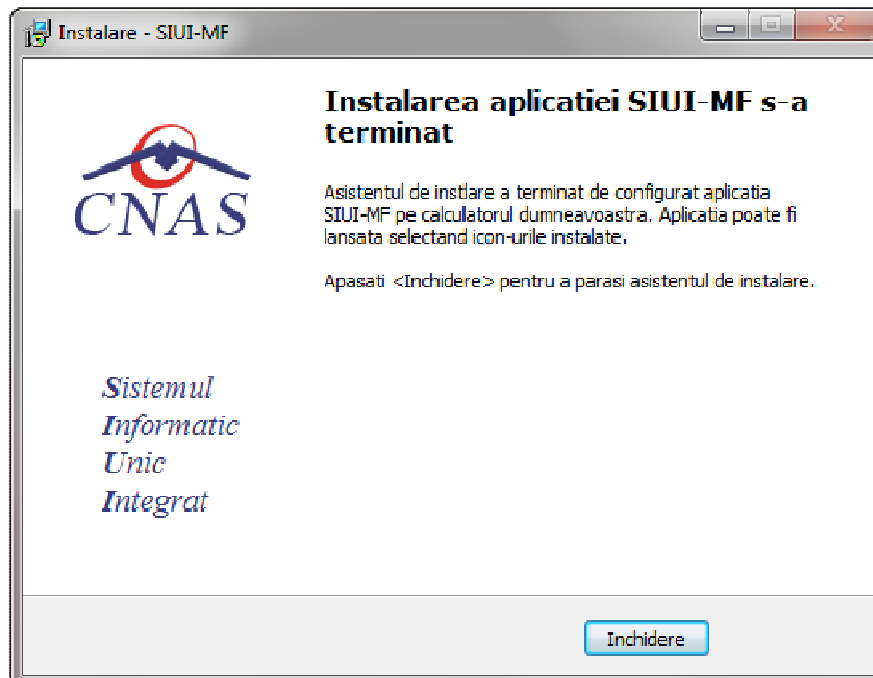 Instalare - SIUI-MF
Instalarea aplicatiei SIUI-MF s-a
terminat
CNAS
Asistentul de instlare a terminat de configurat aplicatia
SIUI-MF pe calculatorul dumneavoastra. Aplicatia poate fi
lansata selectand icon-urile instalate.
Apasati <Inchidere> pentru a parasi asistentul de instalare.
Sistemul
Informatic
Unic
Integrat
Inchidere